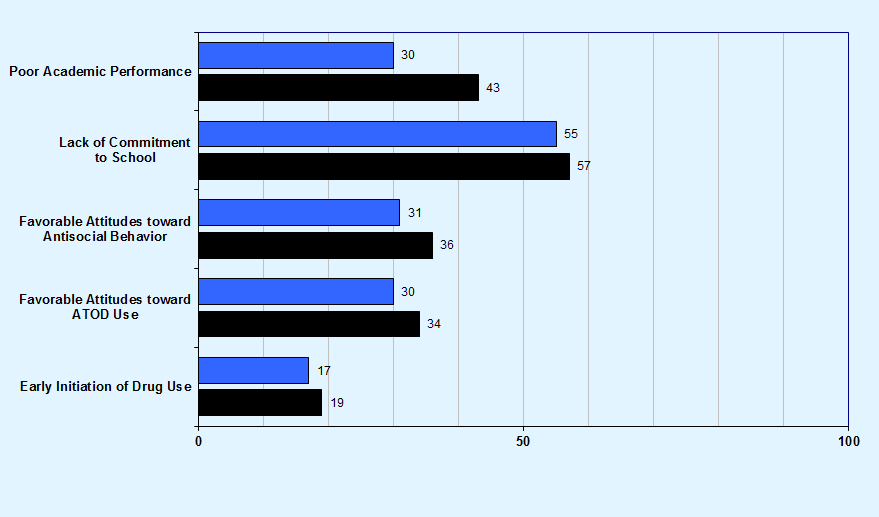 Poor Academic Performance
30
43
Lack of Commitment
to School
55
57
Favorable Attitudes toward
Antisocial Behavior
31
36
Favorable Attitudes toward
ATOD Use
30
34
Early Initiation of Drug Use
17
19
0
50
100